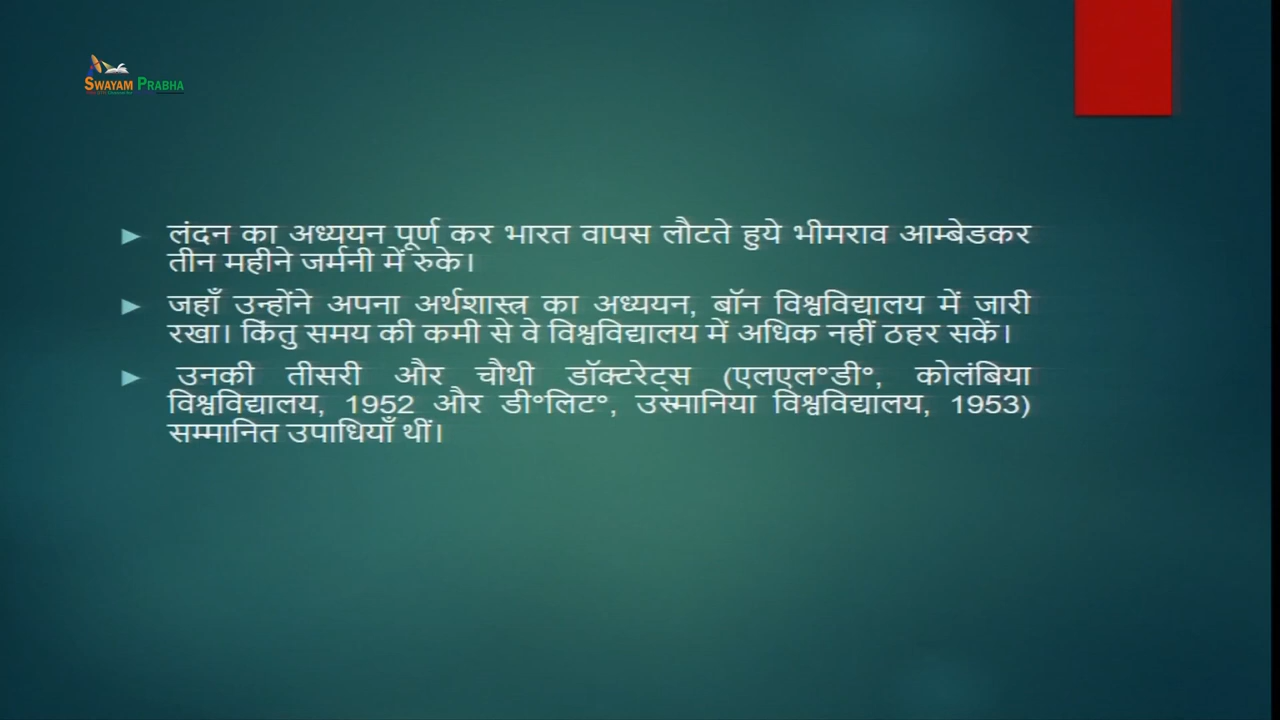 SWAYAM PRABHA
लंदन का अध्ययन पूर्ण कर भारत वापस लौटते हुये भीमराव आम्बेडकर
तीन महीने जर्मनी में रुके।
जहाँ उन्होंने अपना अर्थशास्त्र का अध्ययन, बॉन विश्वविद्यालय में जारी
रखा। किंतु समय की कमी से वे विश्वविद्यालय में अधिक नहीं ठहर सकें।
उनकी तीसरी और चौथी डॉक्टरेट्स (एलएल॰डी॰, कोलंबिया
विश्वविद्यालय, 1952 और डी॰लिट॰, उस्मानिया विश्वविद्यालय, 1953)
सम्मानित उपाधियाँ थीं।